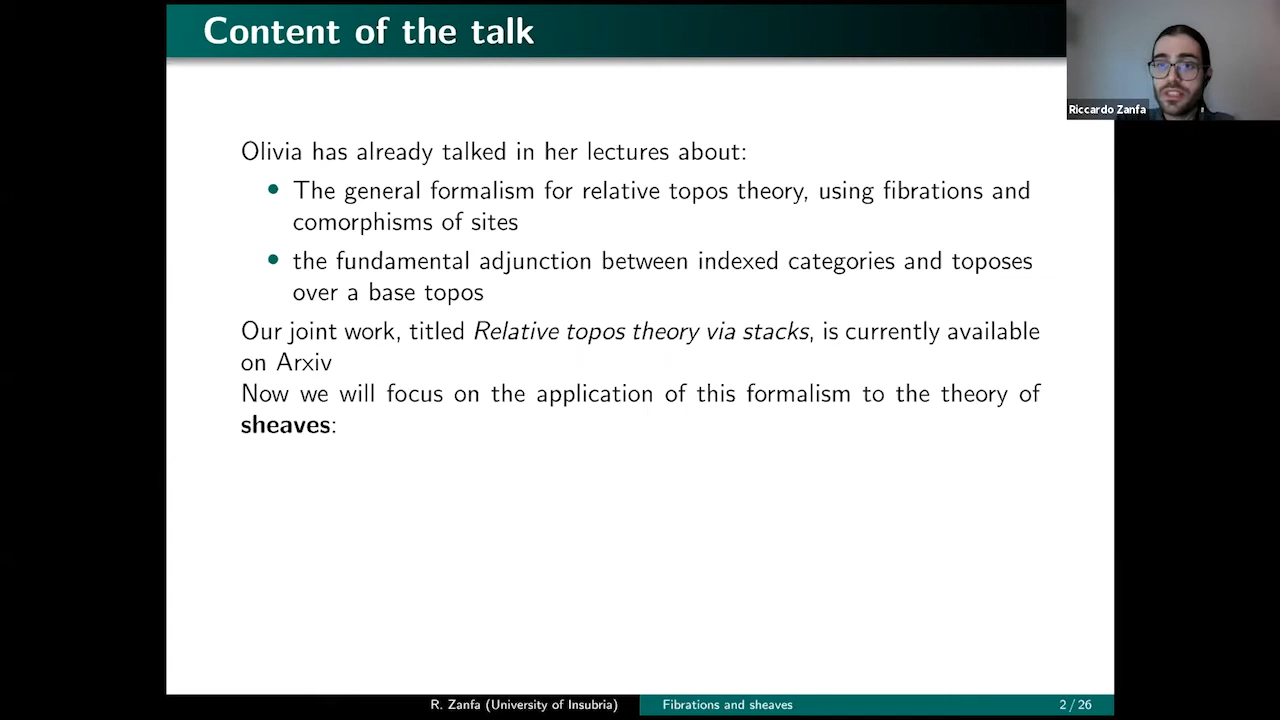 Content of the talk
Riccardo Zanfa
Olivia has already talked in her lectures about:
The general formalism for relative topos theory, using fibrations and
comorphisms of sites
the fundamental adjunction between indexed categories and toposes
over a base topos
Our joint work, titled Relative topos theory via stacks, is currently available
on Arxiv
Now we will focus on the application of this formalism to the theory of
sheaves:
R. Zanfa (University of Insubria)
Fibrations and sheaves
2 / 26